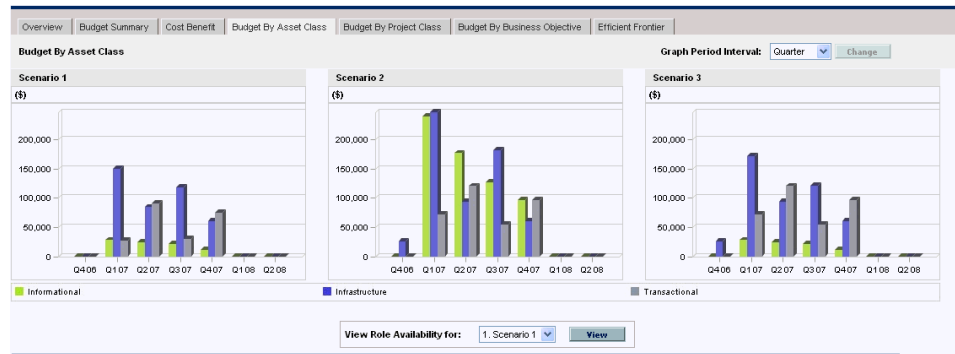 Overview Budget Summary Cost Benefit Budget By Asset Class Budget By Project Class Budget By Business Objective Efficient Frontier
Budget By Asset Class Graph Period Interval: Quarter Change
Scenario 1 Scenario 2 Scenario 3
($) ($) ($)
200,000 200,000 200,000
150,000 150,000 150,000
100,000 100,000 100,000
50,000 50,000 50,000
0 0 0
Q4 06 Q1 07 Q2 07 Q3 07 Q4 07 Q1 08 Q2 08 Q4 06 Q1 07 Q2 07 Q3 07 Q4 07 Q1 08 Q2 08 Q4 06 Q1 07 Q2 07 Q3 07 Q4 07 Q1 08 Q2 08
Informational Infrastructure Transactional
View Role Availability for: 1. Scenario 1 View